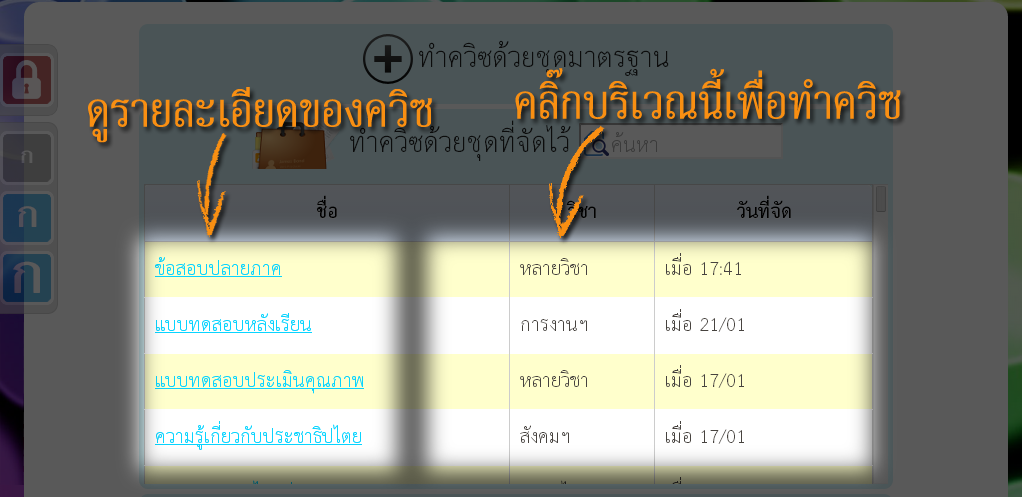 ทำควิซด้วยชุดมาตรฐาน
ดูรายละเอียดของควิซ
คลิ๊กบริเวณนี้เพื่อทำควิซ
ทำควิซด้วยชุดที่จัดไว้ ค้นหา
ชื่อ วิชา วันที่จัด
ข้อสอบปลายภาค หลายวิชา เมื่อ 17:41
แบบทดสอบหลังเรียน การงานฯ เมื่อ 21/01
แบบทดสอบประเมินคุณภาพ หลายวิชา เมื่อ 17/01
ความรู้เกี่ยวกับประชาธิปไตย สังคมฯ เมื่อ 17/01
ก
ก
ก